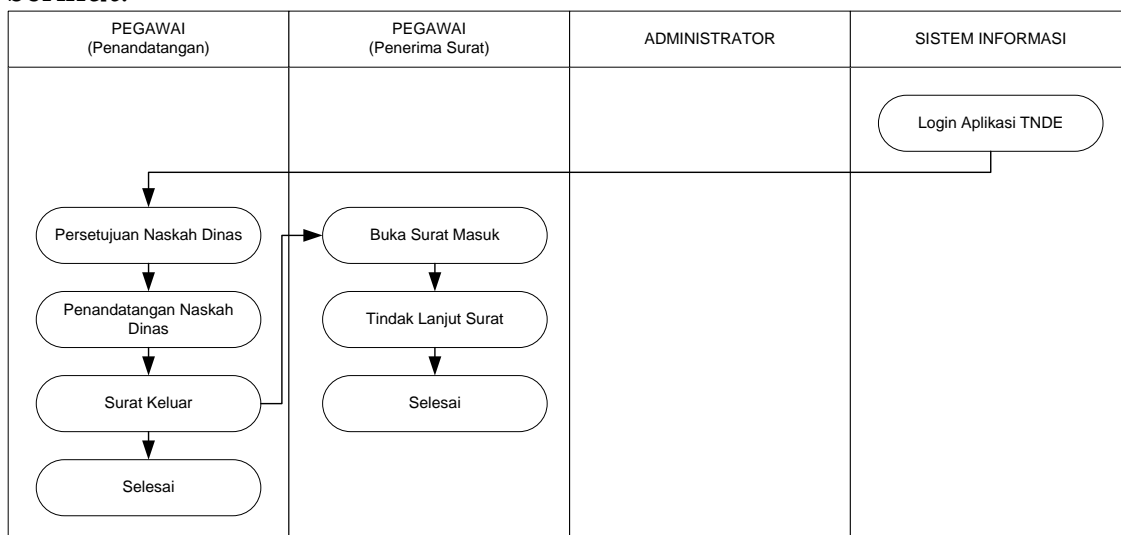 PEGAWAI
(Penandatangan)
PEGAWAI
(Penerima Surat)
ADMINISTRATOR
SISTEM INFORMASI
Login Aplikasi TNDE
Persetujuan Naskah Dinas
Buka Surat Masuk
Penandatangan Naskah
Dinas
Tindak Lanjut Surat
Surat Keluar
Selesai
Selesai